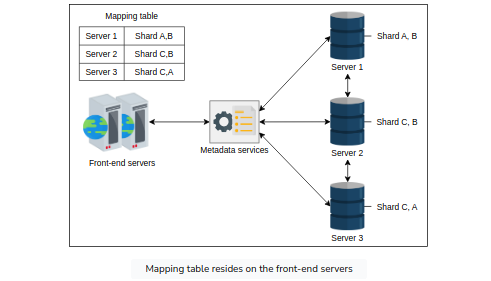 Mapping table
Server 1 Shard A,B
Server 2 Shard C,B
Server 3 Shard C,A
Shard A, B
Server 1
Front-end servers
Metadata services
Shard C, B
Server 2
Shard C, A
Server 3
Mapping table resides on the front-end servers